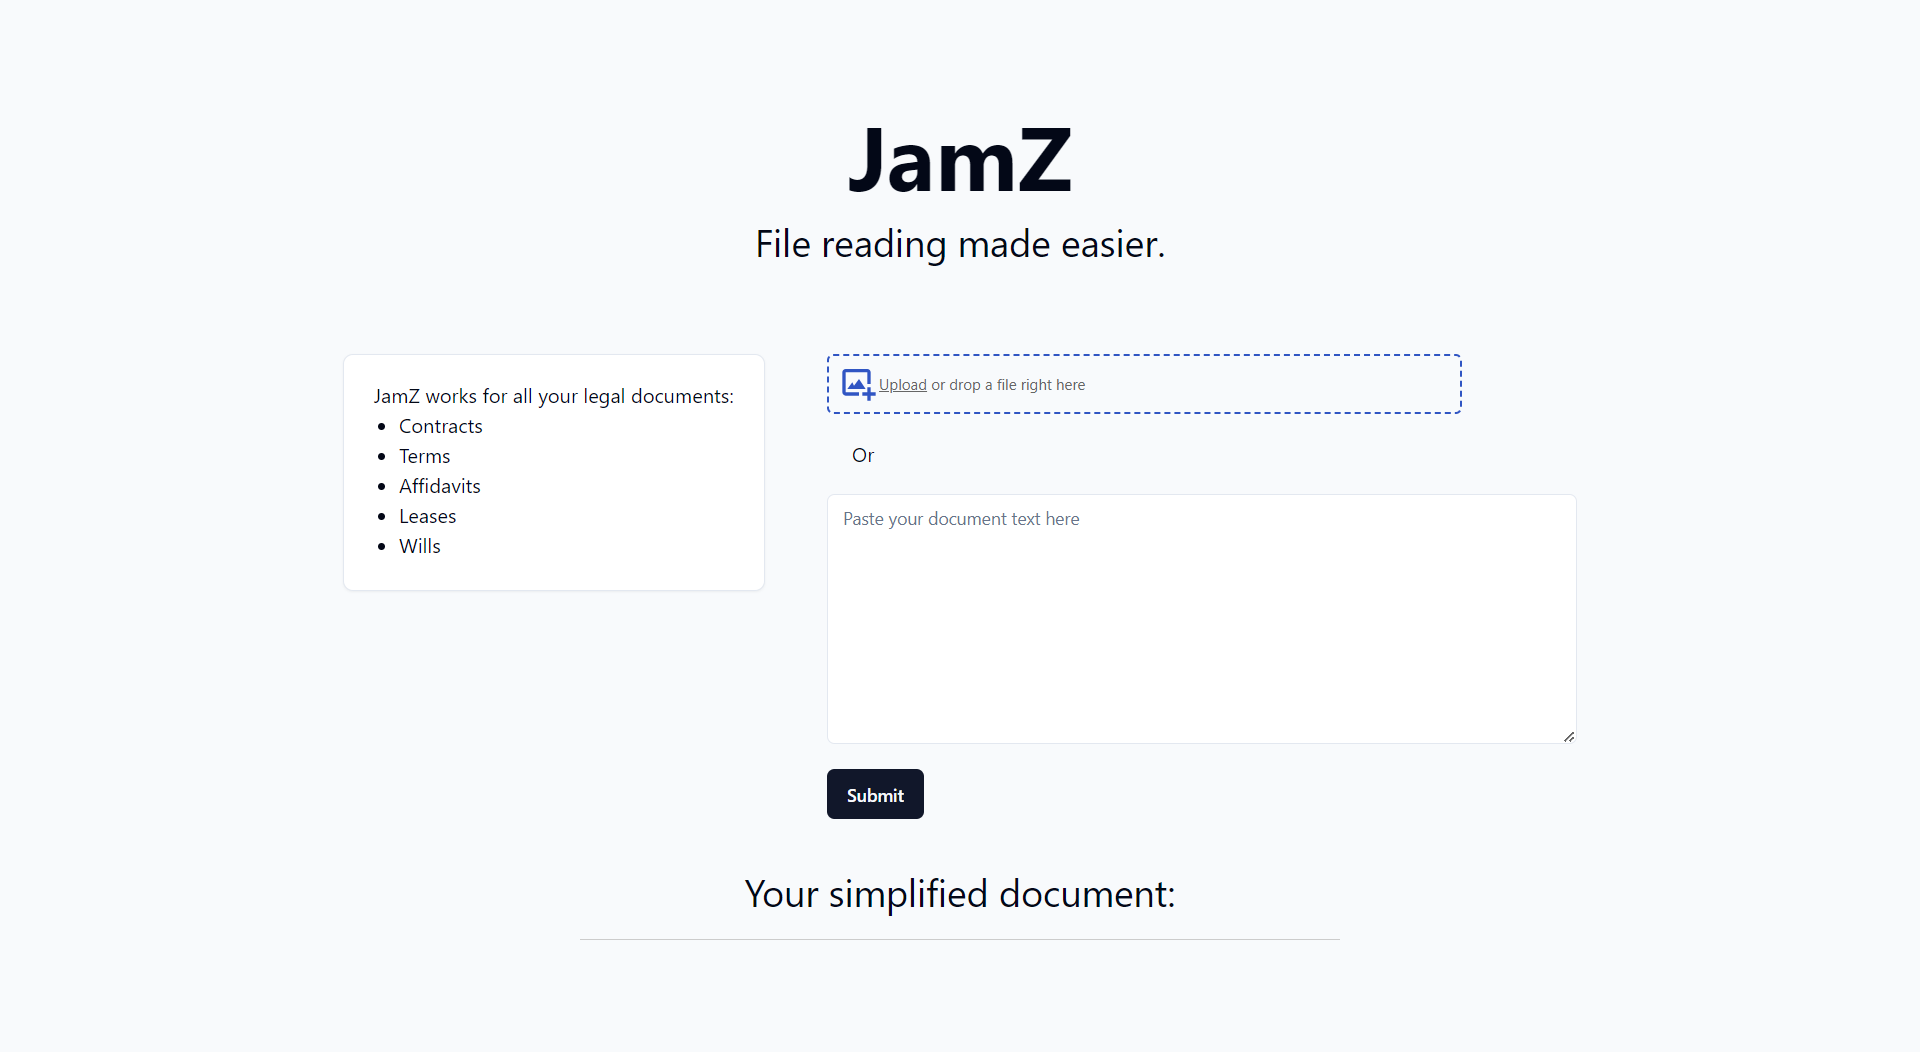 JamZ
File reading made easier.
JamZ works for all your legal documents:
Contracts
Terms
Affidavits
Leases
Wills
Upload or drop a file right here
Or
Paste your document text here
Submit
Your simplified document: